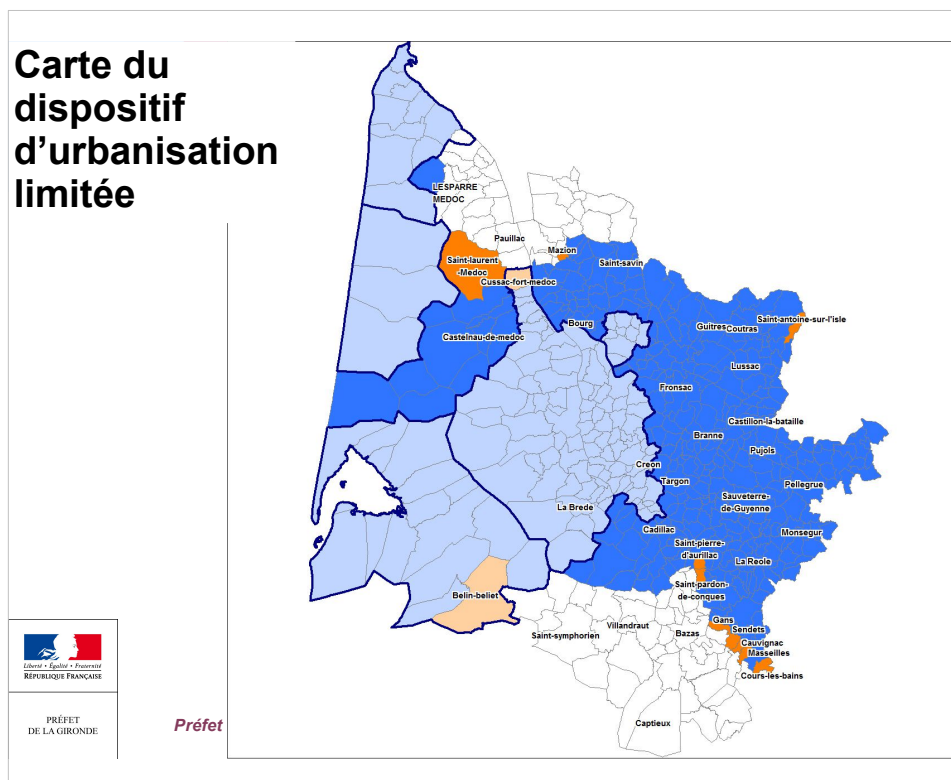 Carte du
dispositif
d'urbanisation
limitée
LESPARRE
MEDOC
Pauillac
Mazion
Saint-laurent
-Medoc
Saint-savin
Cussac-fort-medoc
Bourg
Saint-antoine-sur-l'isle
Guitres
Coutras
Castelnau-de-medoc
Lussac
Fronsac
Castillon-la-bataille
Branne
Pujols
Creon
Targon
Pellegrue
Sauveterre-
de-Guyenne
La Brede
Cadillac
Monsegur
Saint-pierre-
d'aurillac
La Reole
Saint-pardon-
de-conques
Belin-beliet
Gans
Villandraut
Sendets
Saint-symphorien
Bazas
Cauvignac
Masseilles
Cours-les-bains
Captieux
Liberté • Égalité • Fraternité
RÉPUBLIQUE FRANÇAISE
PRÉFET
DE LA GIRONDE
Préfet